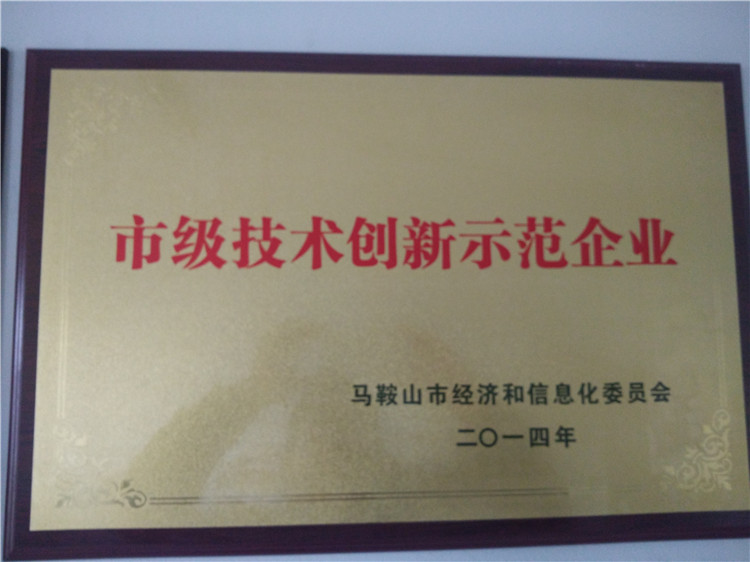 市级技术创新示范企业
马鞍山市经济和信息化委员会
二〇一四年